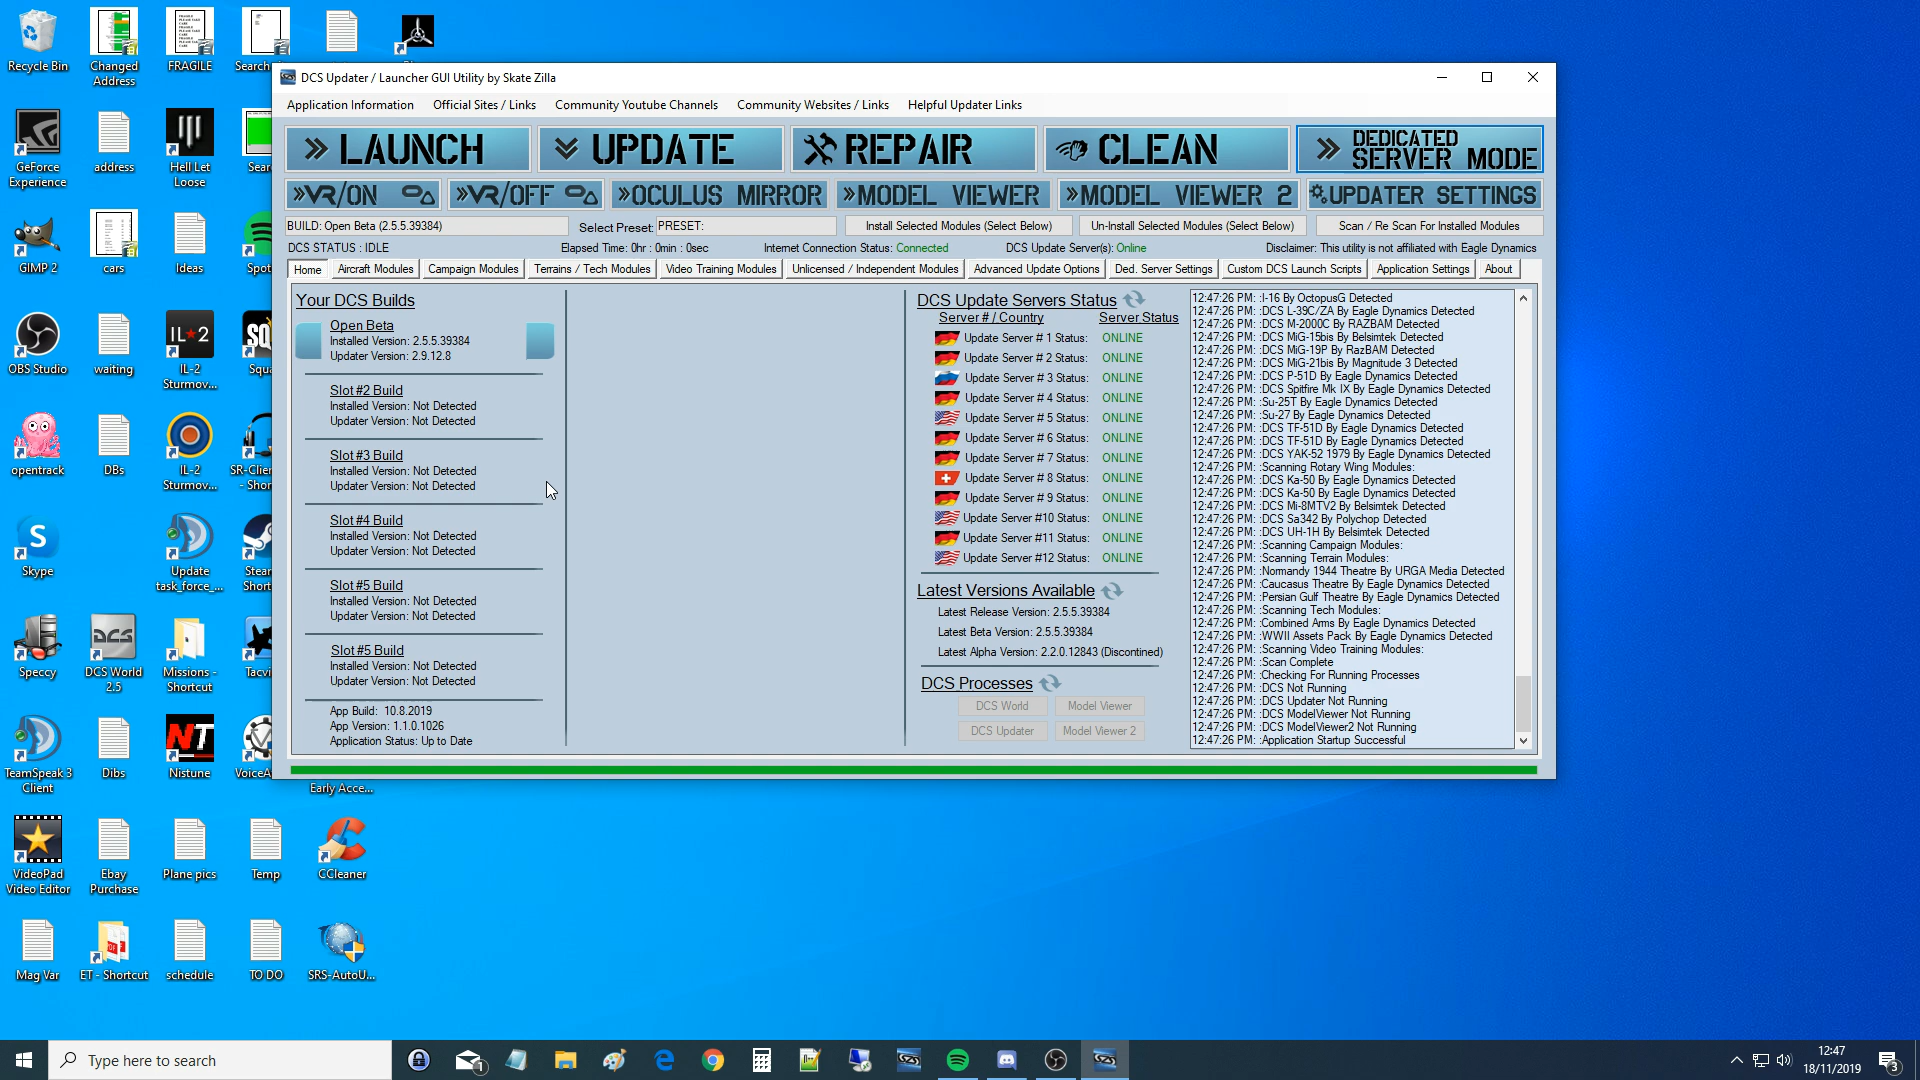 Recycle Bin
Changed Address
FRAGILE
Search
GeForce Experience
address
Hell Let Loose
Sear
GIMP 2
cars
Ideas
Spot
OBS Studio
waiting
IL-2 Sturmov...
Squa
opentrack
DBs
IL-2 Sturmov...
SR-Clien - Shor
Skype
Update task_force_...
Stea Short
Speccy
DCS World 2.5
Missions - Shortcut
Tacvi
TeamSpeak 3 Client
Dibs
Nistune
VoiceA
Early Acce...
VideoPad Video Editor
Ebay Purchase
Plane pics
Temp
CCleaner
Mag Var
ET - Shortcut
schedule
TO DO
SRS-AutoU...
DCS Updater / Launcher GUI Utility by Skate Zilla
Application Information Official Sites / Links Community Youtube Channels Community Websites / Links Helpful Updater Links
LAUNCH UPDATE REPAIR CLEAN DEDICATED SERVER MODE
VR/ON VR/OFF OCULUS MIRROR MODEL VIEWER MODEL VIEWER 2 UPDATER SETTINGS
BUILD: Open Beta (2.5.5.39384) Select Preset: PRESET: Install Selected Modules (Select Below) Un-Install Selected Modules (Select Below) Scan / Re Scan For Installed Modules
DCS STATUS : IDLE Elapsed Time: 0hr : 0min : 0sec Internet Connection Status: Connected DCS Update Server(s): Online Disclaimer: This utility is not affiliated with Eagle Dynamics
Home Aircraft Modules Campaign Modules Terrains / Tech Modules Video Training Modules Unlicensed / Independent Modules Advanced Update Options Ded. Server Settings Custom DCS Launch Scripts Application Settings About
Your DCS Builds
Open Beta
Installed Version: 2.5.5.39384
Updater Version: 2.9.12.8
Slot #2 Build
Installed Version: Not Detected
Updater Version: Not Detected
Slot #3 Build
Installed Version: Not Detected
Updater Version: Not Detected
Slot #4 Build
Installed Version: Not Detected
Updater Version: Not Detected
Slot #5 Build
Installed Version: Not Detected
Updater Version: Not Detected
Slot #5 Build
Installed Version: Not Detected
Updater Version: Not Detected
App Build: 10.8.2019
App Version: 1.1.0.1026
Application Status: Up to Date
DCS Update Servers Status
Server # / Country Server Status
Update Server # 1 Status: ONLINE
Update Server # 2 Status: ONLINE
Update Server # 3 Status: ONLINE
Update Server # 4 Status: ONLINE
Update Server # 5 Status: ONLINE
Update Server # 6 Status: ONLINE
Update Server # 7 Status: ONLINE
Update Server # 8 Status: ONLINE
Update Server # 9 Status: ONLINE
Update Server #10 Status: ONLINE
Update Server #11 Status: ONLINE
Update Server #12 Status: ONLINE
Latest Versions Available
Latest Release Version: 2.5.5.39384
Latest Beta Version: 2.5.5.39384
Latest Alpha Version: 2.2.0.12843 (Discontined)
DCS Processes
DCS World Model Viewer
DCS Updater Model Viewer 2
12:47:26 PM: :I-16 By OctopusG Detected
12:47:26 PM: :DCS L-39C/ZA By Eagle Dynamics Detected
12:47:26 PM: :DCS M-2000C By RAZBAM Detected
12:47:26 PM: :DCS MiG-15bis By Belsimtek Detected
12:47:26 PM: :DCS MiG-19P By RazBAM Detected
12:47:26 PM: :DCS MiG-21bis By Magnitude 3 Detected
12:47:26 PM: :DCS P-51D By Eagle Dynamics Detected
12:47:26 PM: :DCS Spitfire Mk IX By Eagle Dynamics Detected
12:47:26 PM: :Su-25T By Eagle Dynamics Detected
12:47:26 PM: :Su-27 By Eagle Dynamics Detected
12:47:26 PM: :DCS TF-51D By Eagle Dynamics Detected
12:47:26 PM: :DCS TF-51D By Eagle Dynamics Detected
12:47:26 PM: :DCS YAK-52 1979 By Eagle Dynamics Detected
12:47:26 PM: :Scanning Rotary Wing Modules:
12:47:26 PM: :DCS Ka-50 By Eagle Dynamics Detected
12:47:26 PM: :DCS Ka-50 By Eagle Dynamics Detected
12:47:26 PM: :DCS Mi-8MTV2 By Belsimtek Detected
12:47:26 PM: :DCS Sa342 By Polychop Detected
12:47:26 PM: :DCS UH-1H By Belsimtek Detected
12:47:26 PM: :Scanning Campaign Modules:
12:47:26 PM: :Scanning Terrain Modules:
12:47:26 PM: :Normandy 1944 Theatre By URGA Media Detected
12:47:26 PM: :Caucasus Theatre By Eagle Dynamics Detected
12:47:26 PM: :Persian Gulf Theatre By Eagle Dynamics Detected
12:47:26 PM: :Scanning Tech Modules:
12:47:26 PM: :Combined Arms By Eagle Dynamics Detected
12:47:26 PM: :WWII Assets Pack By Eagle Dynamics Detected
12:47:26 PM: :Scanning Video Training Modules:
12:47:26 PM: :Scan Complete
12:47:26 PM: :Checking For Running Processes
12:47:26 PM: :DCS Not Running
12:47:26 PM: :DCS Updater Not Running
12:47:26 PM: :DCS ModelViewer Not Running
12:47:26 PM: :DCS ModelViewer2 Not Running
12:47:26 PM: :Application Startup Successful
Type here to search
12:47
18/11/2019